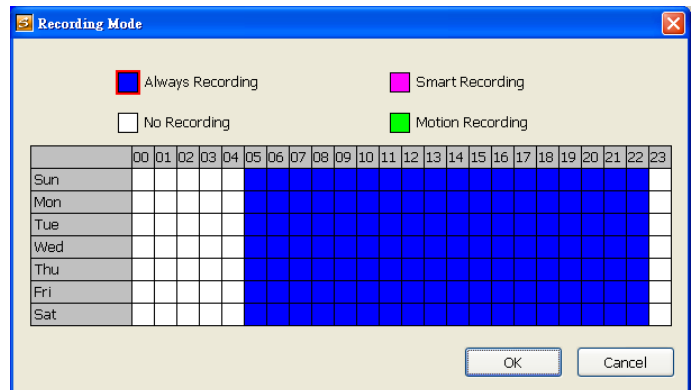 Recording Mode
Always Recording
Smart Recording
No Recording
Motion Recording
00 01 02 03 04 05 06 07 08 09 10 11 12 13 14 15 16 17 18 19 20 21 22 23
Sun
Mon
Tue
Wed
Thu
Fri
Sat
OK
Cancel